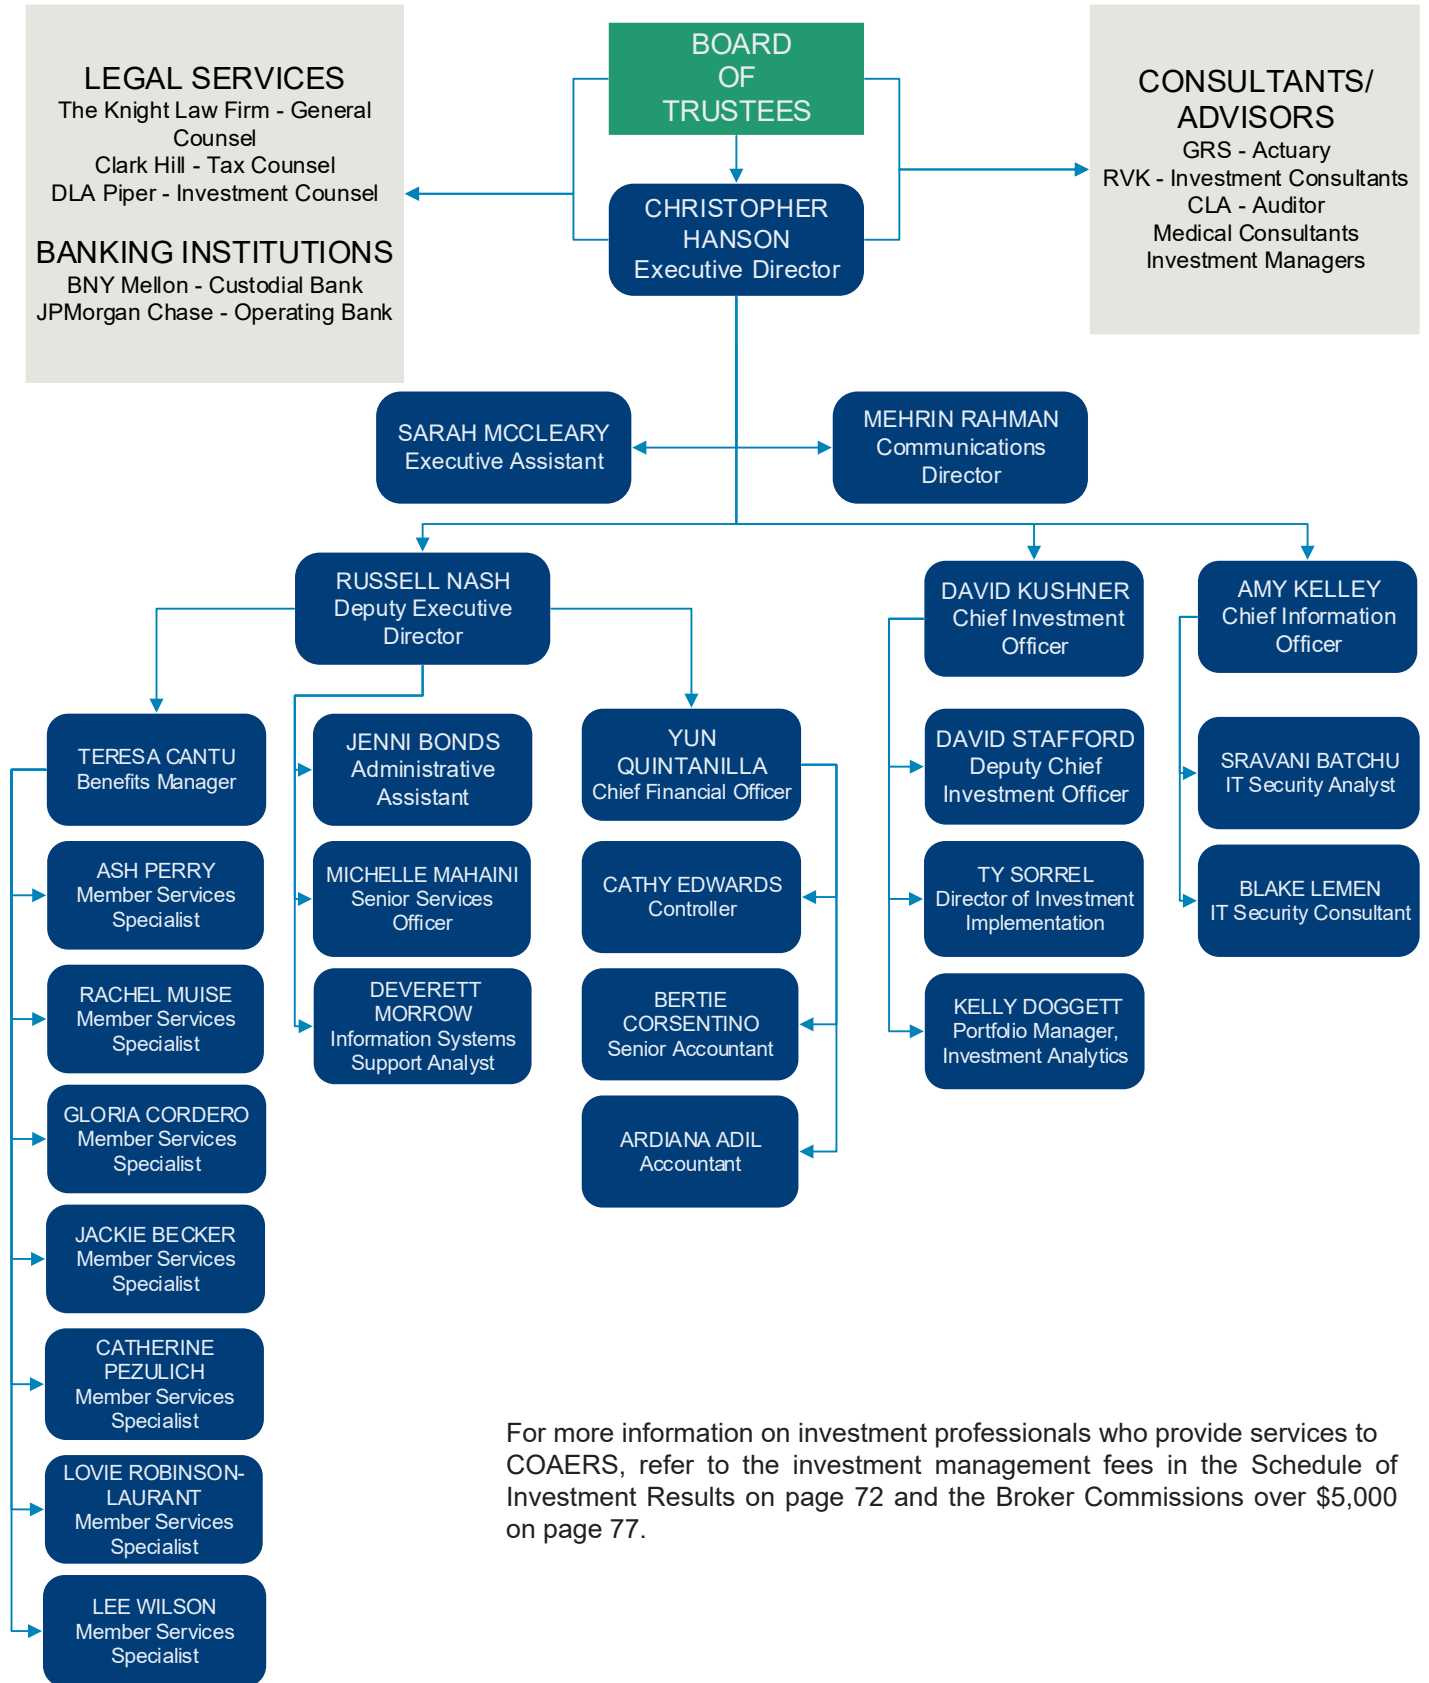 LEGAL SERVICES
The Knight Law Firm - General
Counsel
Clark Hill - Tax Counsel
DLA Piper - Investment Counsel
BANKING INSTITUTIONS
BNY Mellon - Custodial Bank
JPMorgan Chase - Operating Bank
BOARD
OF
TRUSTEES
CHRISTOPHER
HANSON
Executive Director
CONSULTANTS/
ADVISORS
GRS - Actuary
RVK - Investment Consultants
CLA - Auditor
Medical Consultants
Investment Managers
SARAH MCCLEARY
Executive Assistant
MEHRIN RAHMAN
Communications
Director
RUSSELL NASH
Deputy Executive
Director
DAVID KUSHNER
Chief Investment
Officer
AMY KELLEY
Chief Information
Officer
TERESA CANTU
Benefits Manager
ASH PERRY
Member Services
Specialist
RACHEL MUISE
Member Services
Specialist
GLORIA CORDERO
Member Services
Specialist
JACKIE BECKER
Member Services
Specialist
CATHERINE
PEZULICH
Member Services
Specialist
LOVIE ROBINSON-
LAURANT
Member Services
Specialist
LEE WILSON
Member Services
Specialist
JENNI BONDS
Administrative
Assistant
MICHELLE MAHAINI
Senior Services
Officer
DEVERETT
MORROW
Information Systems
Support Analyst
YUN
QUINTANILLA
Chief Financial Officer
CATHY EDWARDS
Controller
BERTIE
CORSENTINO
Senior Accountant
ARDIANA ADIL
Accountant
DAVID STAFFORD
Deputy Chief
Investment Officer
TY SORREL
Director of Investment
Implementation
KELLY DOGGETT
Portfolio Manager,
Investment Analytics
SRAVANI BATCHU
IT Security Analyst
BLAKE LEMEN
IT Security Consultant
For more information on investment professionals who provide services to
COAERS, refer to the investment management fees in the Schedule of
Investment Results on page 72 and the Broker Commissions over $5,000
on page 77.